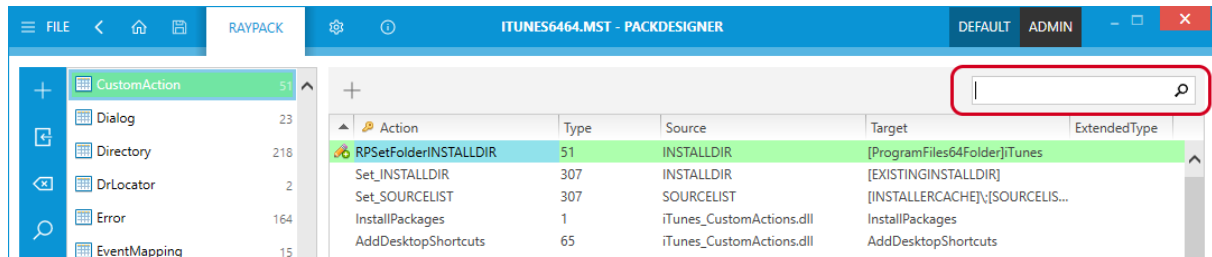 FILE RAYPACK ITUNES6464.MST - PACKDESIGNER DEFAULT ADMIN
CustomAction 51
Dialog 23
Directory 218
DrLocator 2
Error 164
EventMapping 15
Action Type Source Target ExtendedType
RPSetFolderINSTALLDIR 51 INSTALLDIR [ProgramFiles64Folder]iTunes
Set_INSTALLDIR 307 INSTALLDIR [EXISTINGINSTALLDIR]
Set_SOURCELIST 307 SOURCELIST [INSTALLERCACHE]\;[SOURCELIS...
InstallPackages 1 iTunes_CustomActions.dll InstallPackages
AddDesktopShortcuts 65 iTunes_CustomActions.dll AddDesktopShortcuts